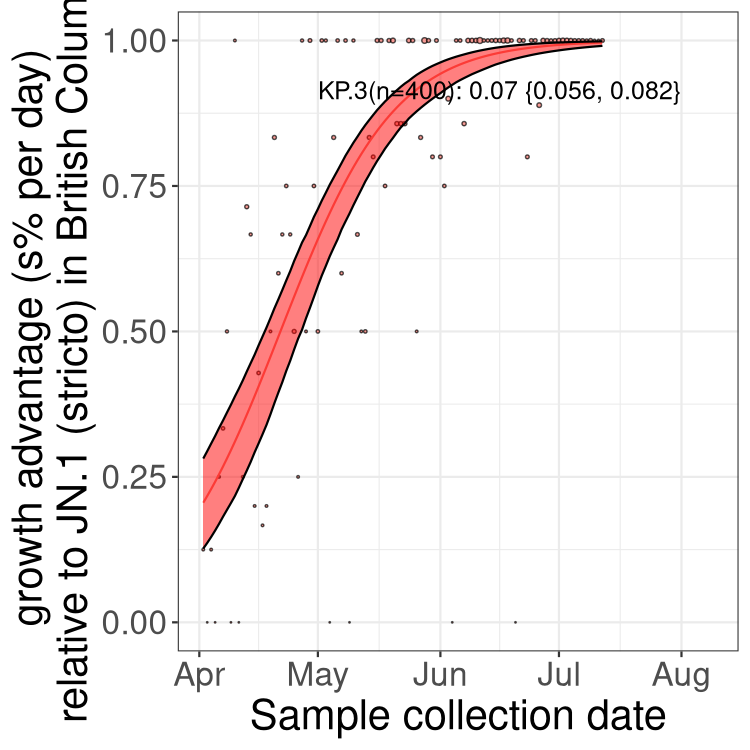 growth advantage (s% per day)
relative to JN.1 (stricto) in British Colum
1.00
0.75
0.50
0.25
0.00
KP.3(n=400): 0.07 {0.056, 0.082}
Apr May Jun Jul Aug
Sample collection date